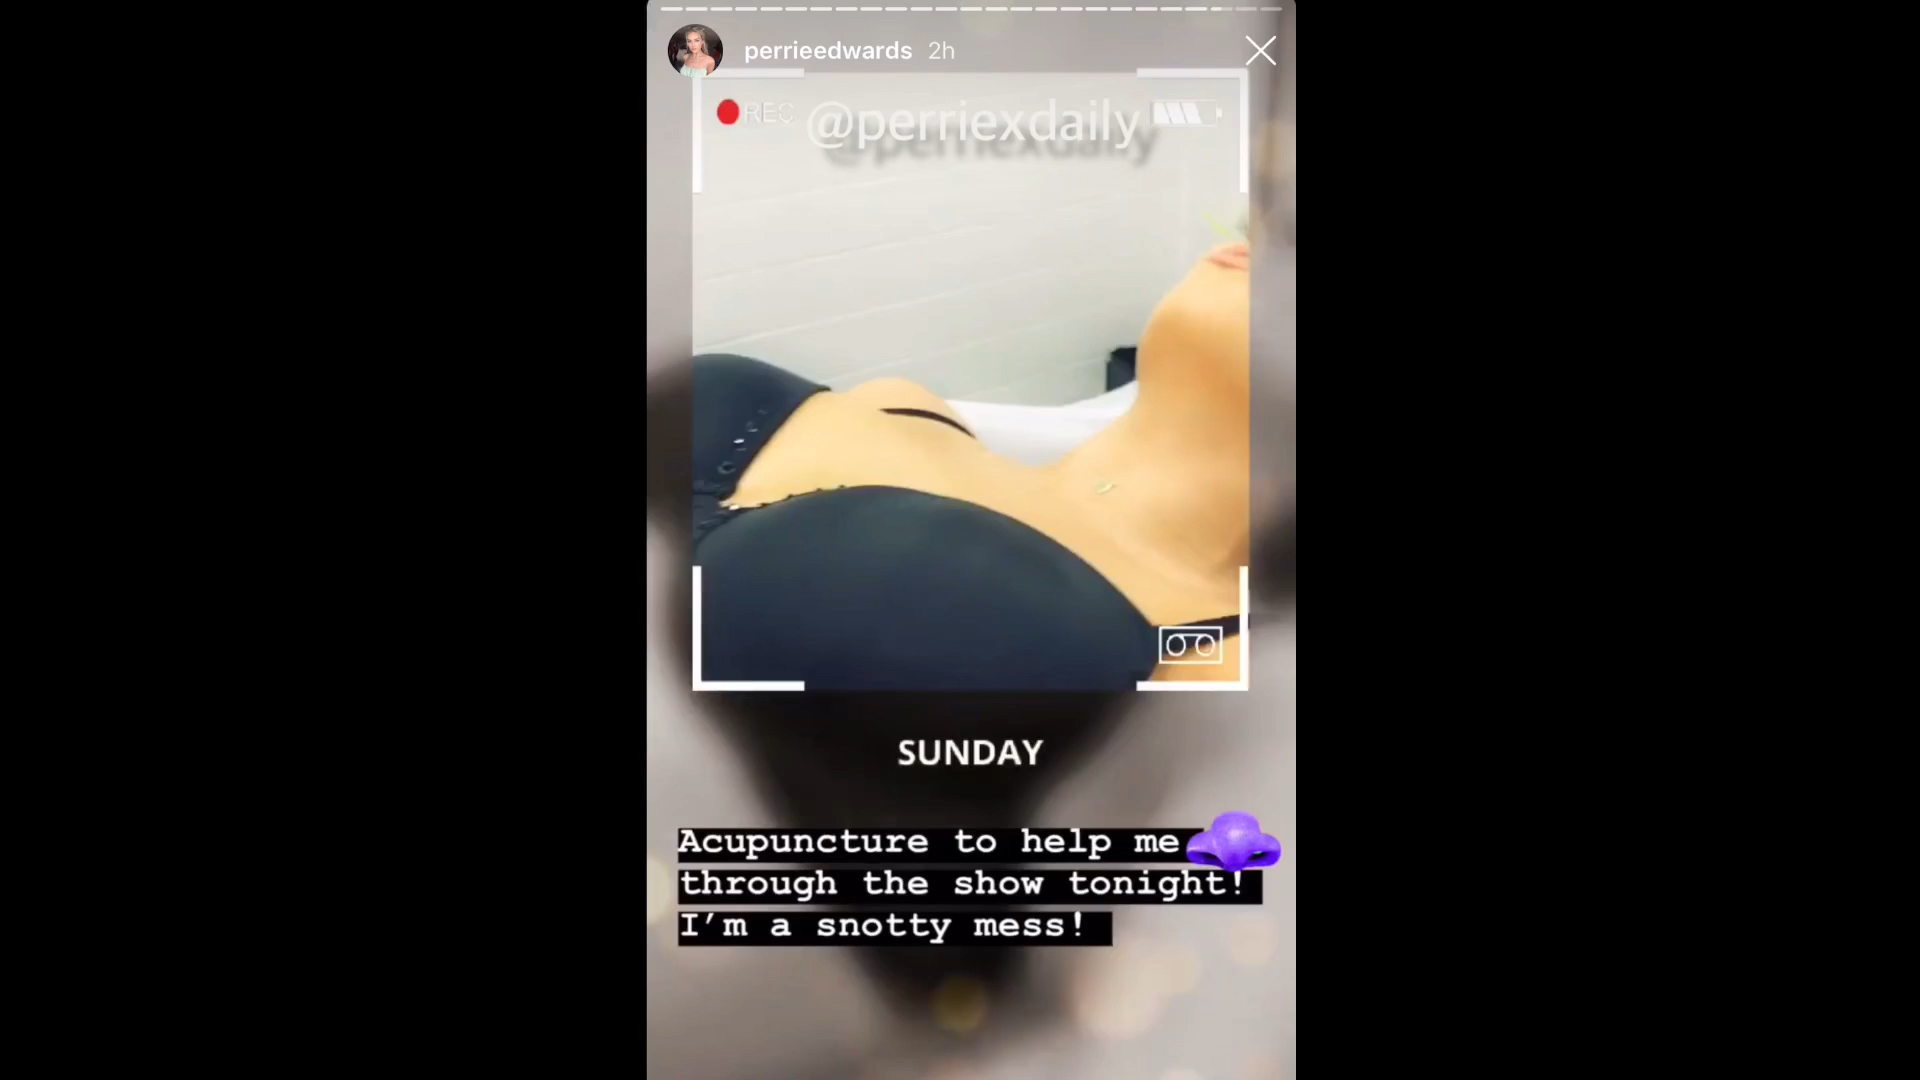 perrieedwards 2h
REC
@perriexdaily
SUNDAY
Acupuncture to help me
through the show tonight!
I'm a snotty mess!